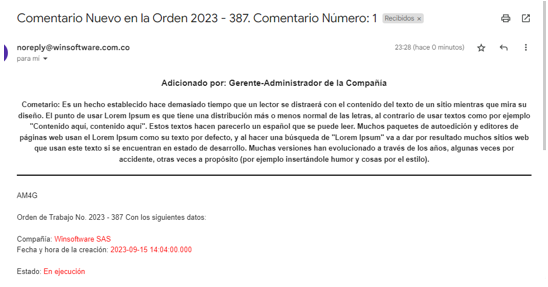 Comentario Nuevo en la Orden 2023 - 387. Comentario Número: 1 Recibidos ×
noreply@winsoftware.com.co
23:28 (hace 0 minutos)
para mí
Adicionado por: Gerente-Administrador de la Compañía
Cometario: Es un hecho establecido hace demasiado tiempo que un lector se distraerá con el contenido del texto de un sitio mientras que mira su
diseño. El punto de usar Lorem Ipsum es que tiene una distribución más o menos normal de las letras, al contrario de usar textos como por ejemplo
"Contenido aquí, contenido aquí". Estos textos hacen parecerlo un español que se puede leer. Muchos paquetes de autoedición y editores de
páginas web usan el Lorem Ipsum como su texto por defecto, y al hacer una búsqueda de "Lorem Ipsum" va a dar por resultado muchos sitios web
que usan este texto si se encuentran en estado de desarrollo. Muchas versiones han evolucionado a través de los años, algunas veces por
accidente, otras veces a propósito (por ejemplo insertándole humor y cosas por el estilo).
AM4G
Orden de Trabajo No. 2023 - 387 Con los siguientes datos:
Compañía: Winsoftware SAS
Fecha y hora de la creación: 2023-09-15 14:04:00:000
Estado: En ejecución